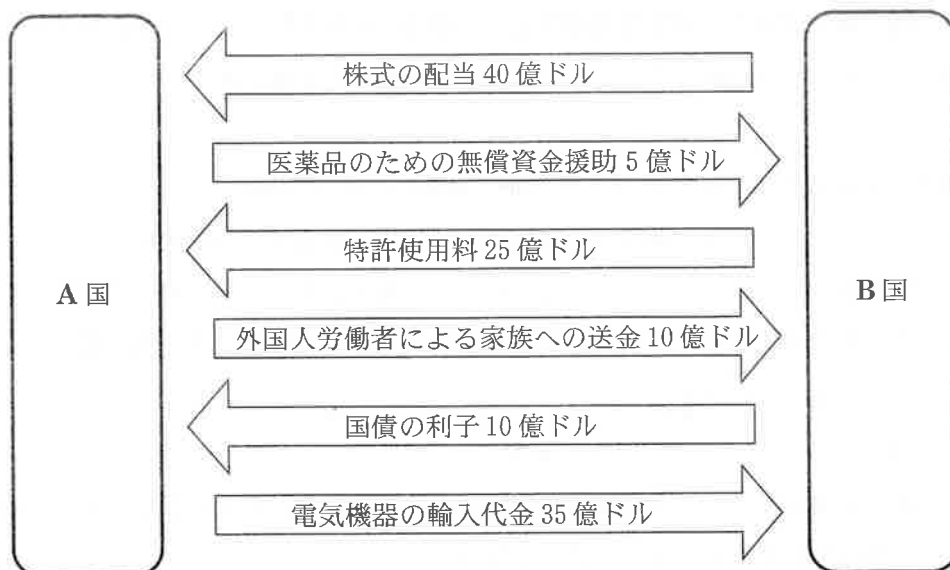 株式の配当 40 億ドル
医薬品のための無償資金援助 5 億ドル
特許使用料 25 億ドル
A 国
B 国
外国人労働者による家族への送金 10 億ドル
国債の利子 10 億ドル
電気機器の輸入代金 35 億ドル